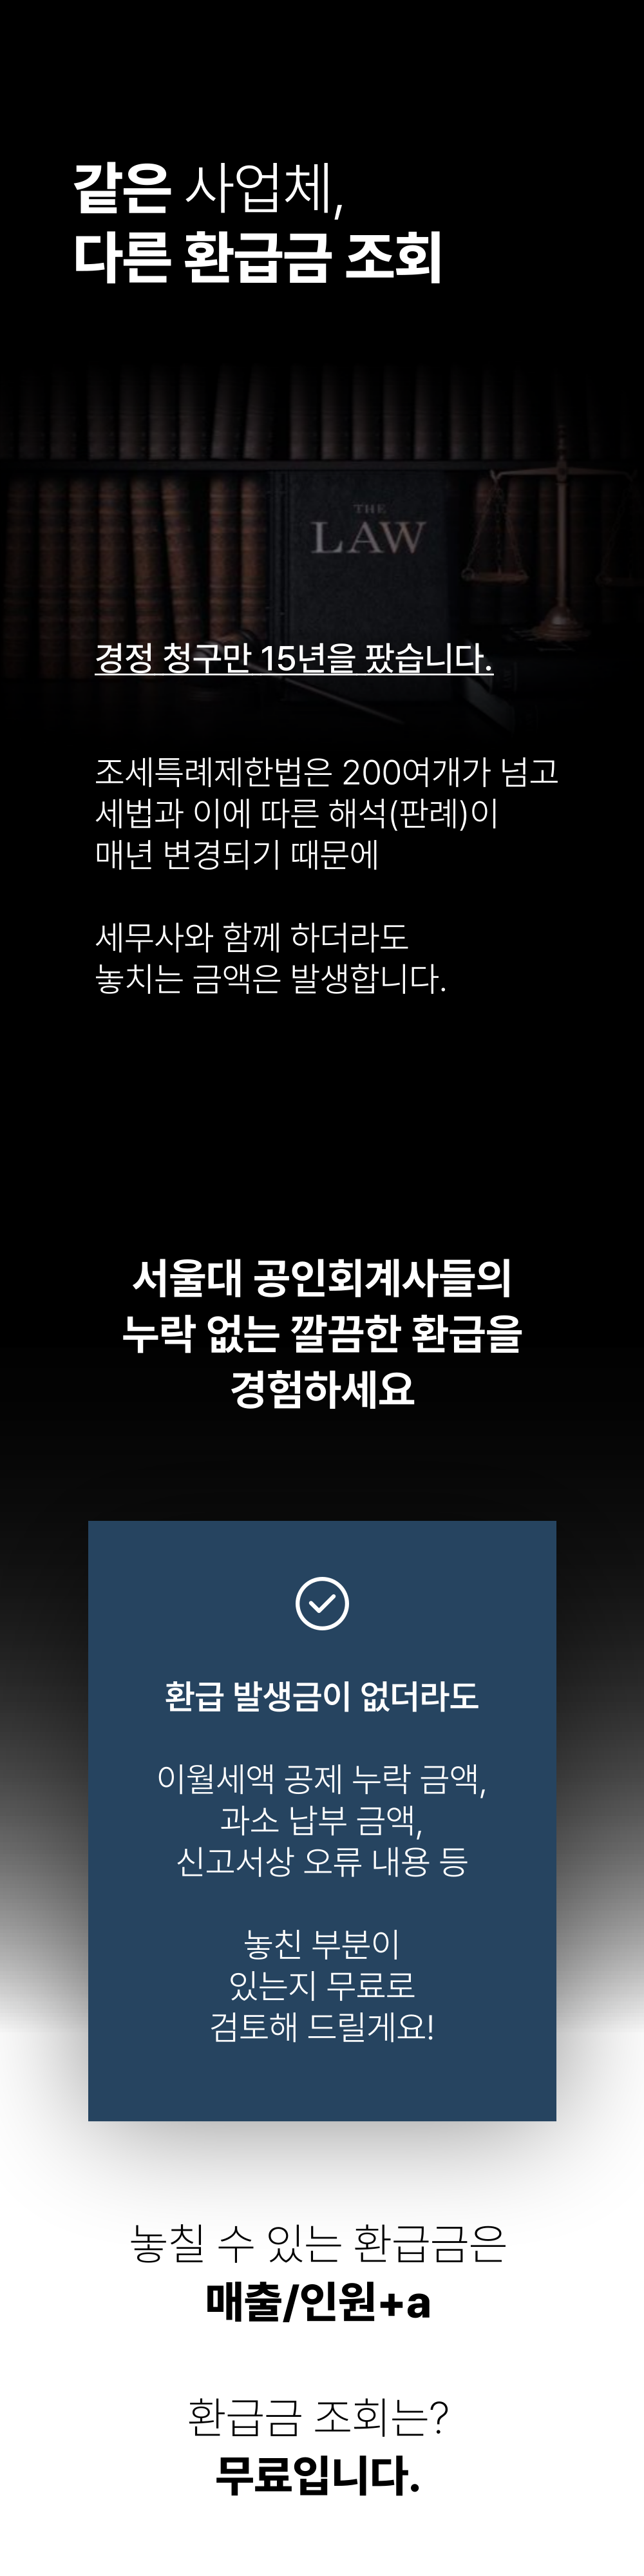 같은 사업체,
다른 환급금 조회
THE
LAW
경정 청구만 15년을 팠습니다.
조세특례제한법은 200여개가 넘고
세법과 이에 따른 해석(판례)이
매년 변경되기 때문에
세무사와 함께 하더라도
놓치는 금액은 발생합니다.
서울대 공인회계사들의
누락 없는 깔끔한 환급을
경험하세요
환급 발생금이 없더라도
이월세액 공제 누락 금액,
과소 납부 금액,
신고서상 오류 내용 등
놓친 부분이
있는지 무료로
검토해 드릴게요!
놓칠 수 있는 환급금은
매출/인원+a
환급금 조회는?
무료입니다.